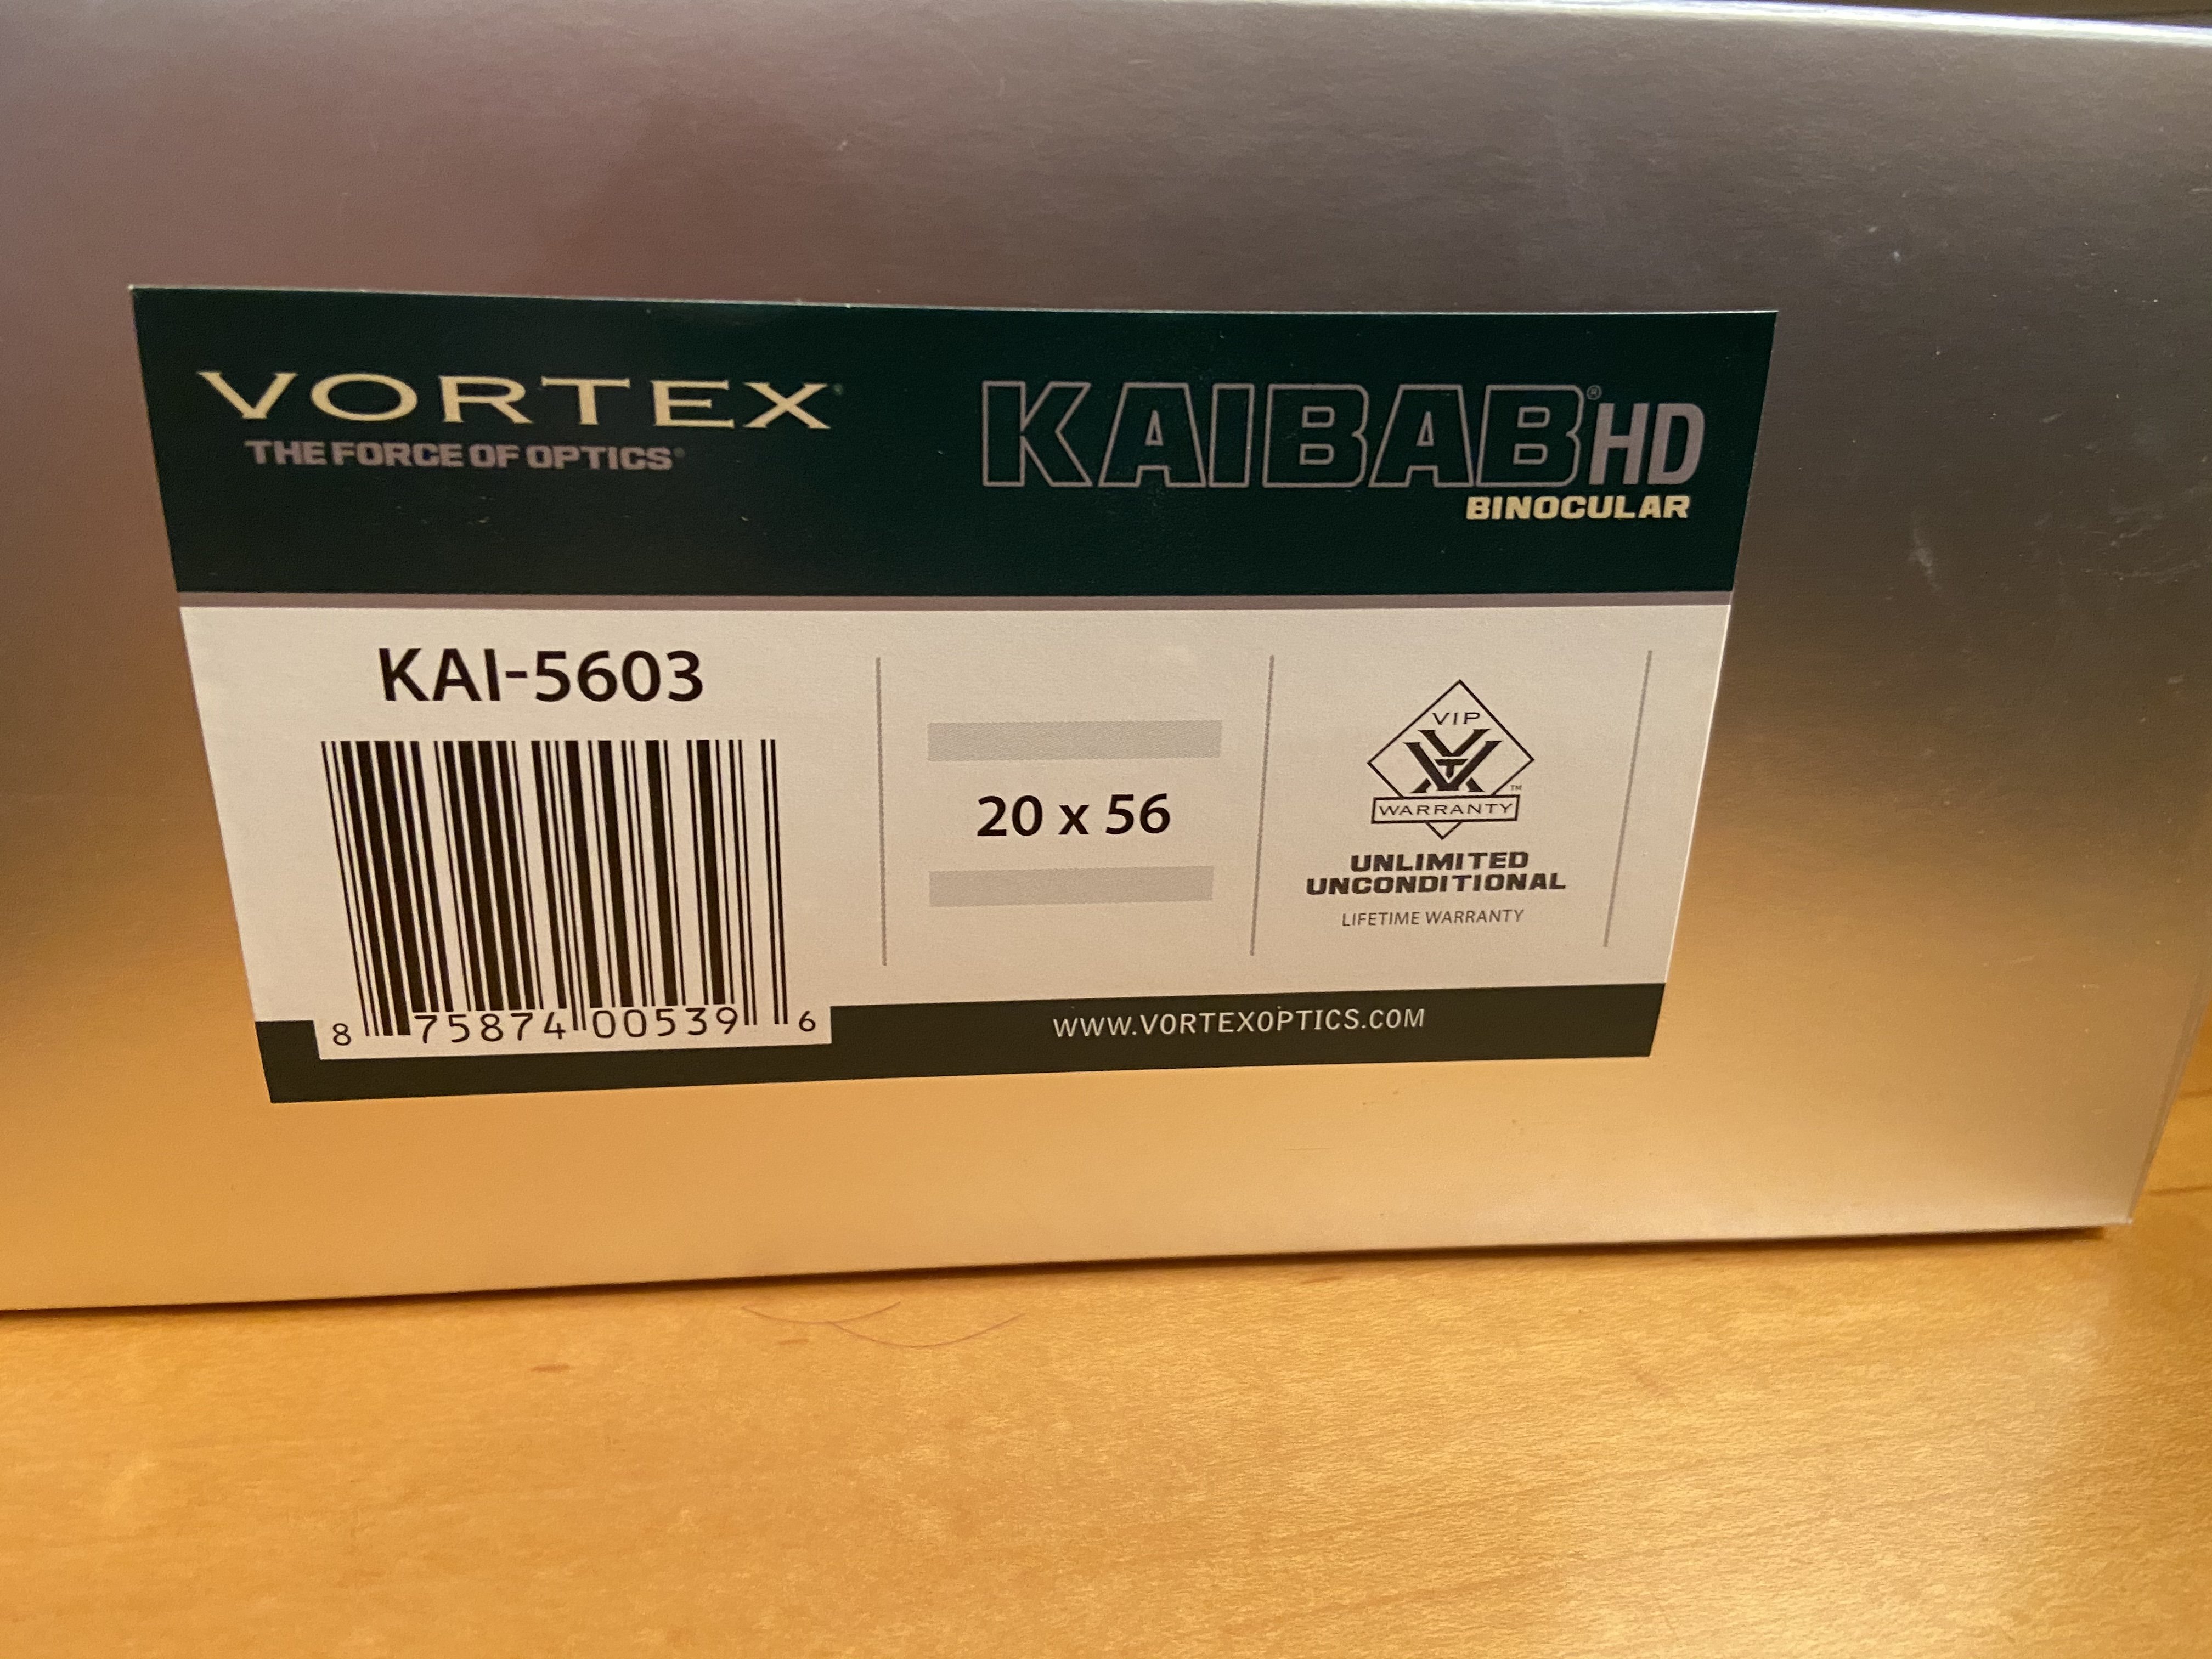 VORTEX®
THE FORCE OF OPTICS®
KAIBAB® HD
BINOCULAR
KAI-5603
8 75874 00539 6
20 x 56
VIP
WARRANTY™
UNLIMITED
UNCONDITIONAL
LIFETIME WARRANTY
WWW.VORTEXOPTICS.COM